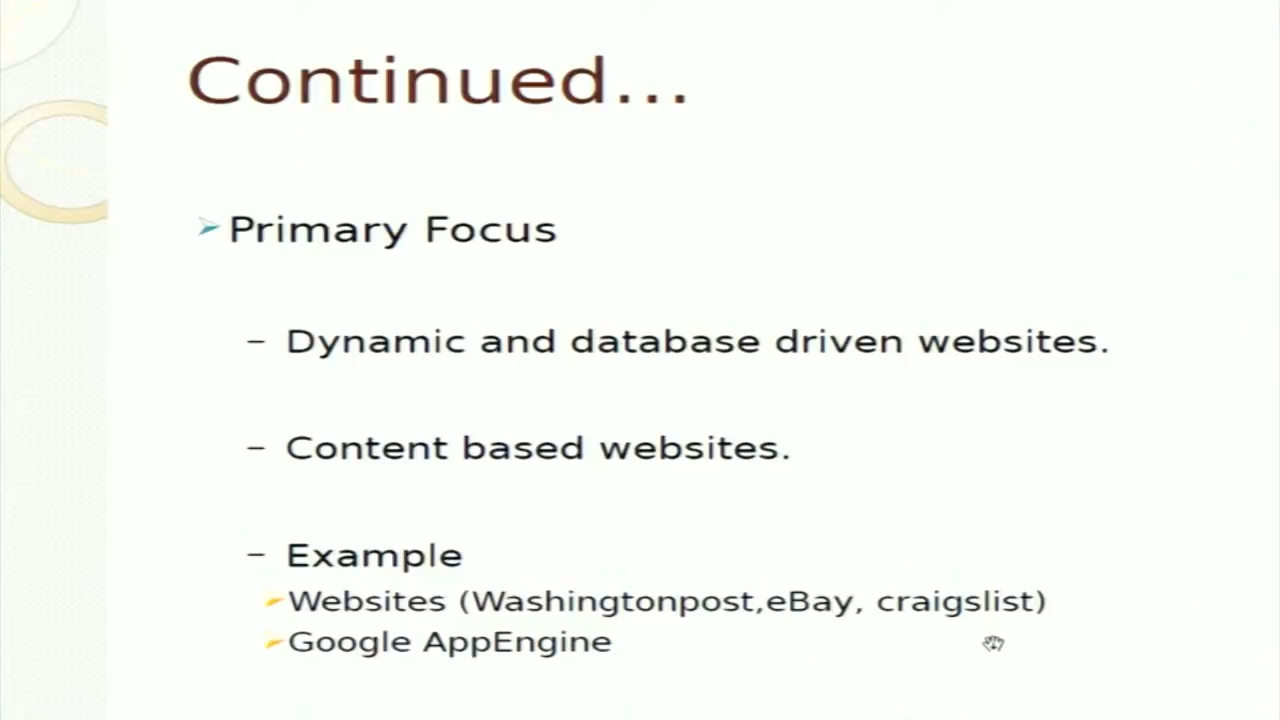 Continued...
Primary Focus
– Dynamic and database driven websites.
– Content based websites.
– Example
Websites (Washingtonpost,eBay, craigslist)
Google AppEngine